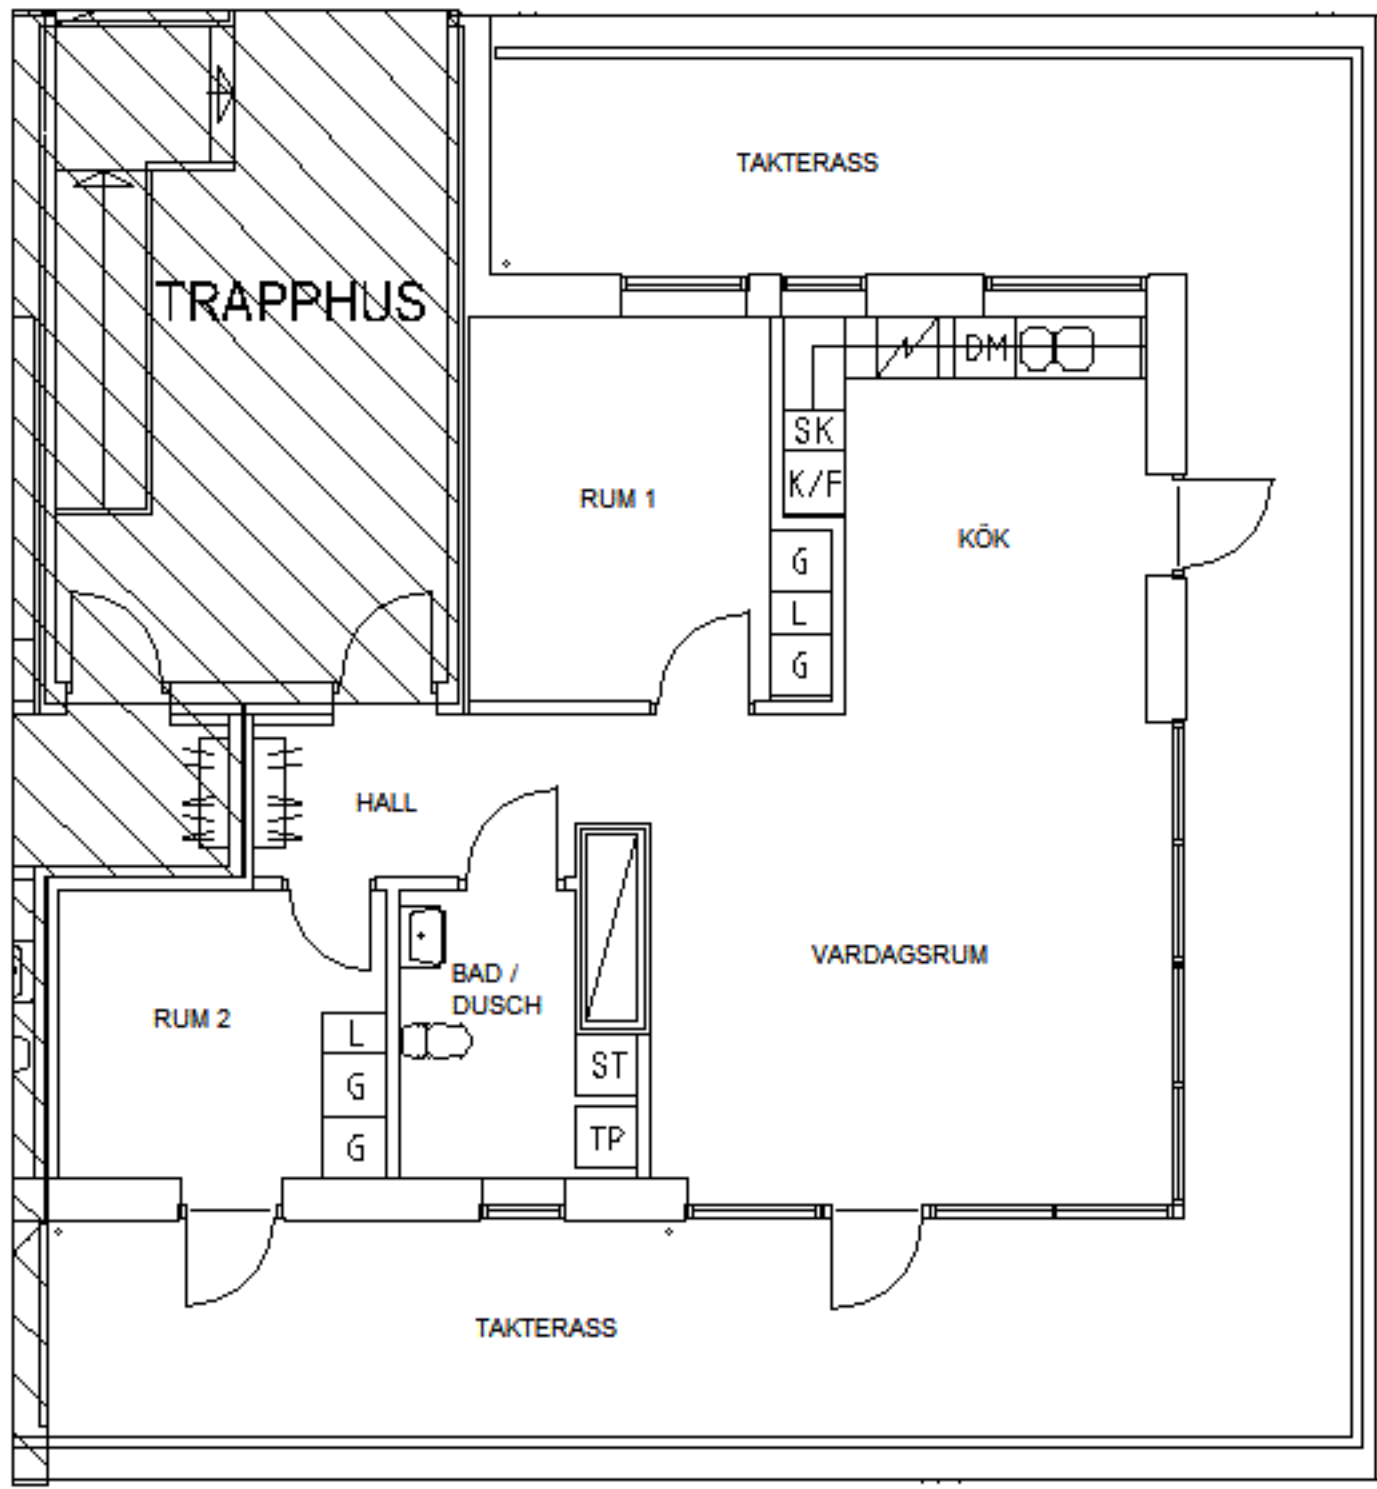 TAKTERASS
TRAPPHUS
DM
SK
K/F
RUM 1
KÖK
G
L
G
HALL
VARDAGSRUM
BAD /
DUSCH
RUM 2
L
G
G
ST
TP
TAKTERASS